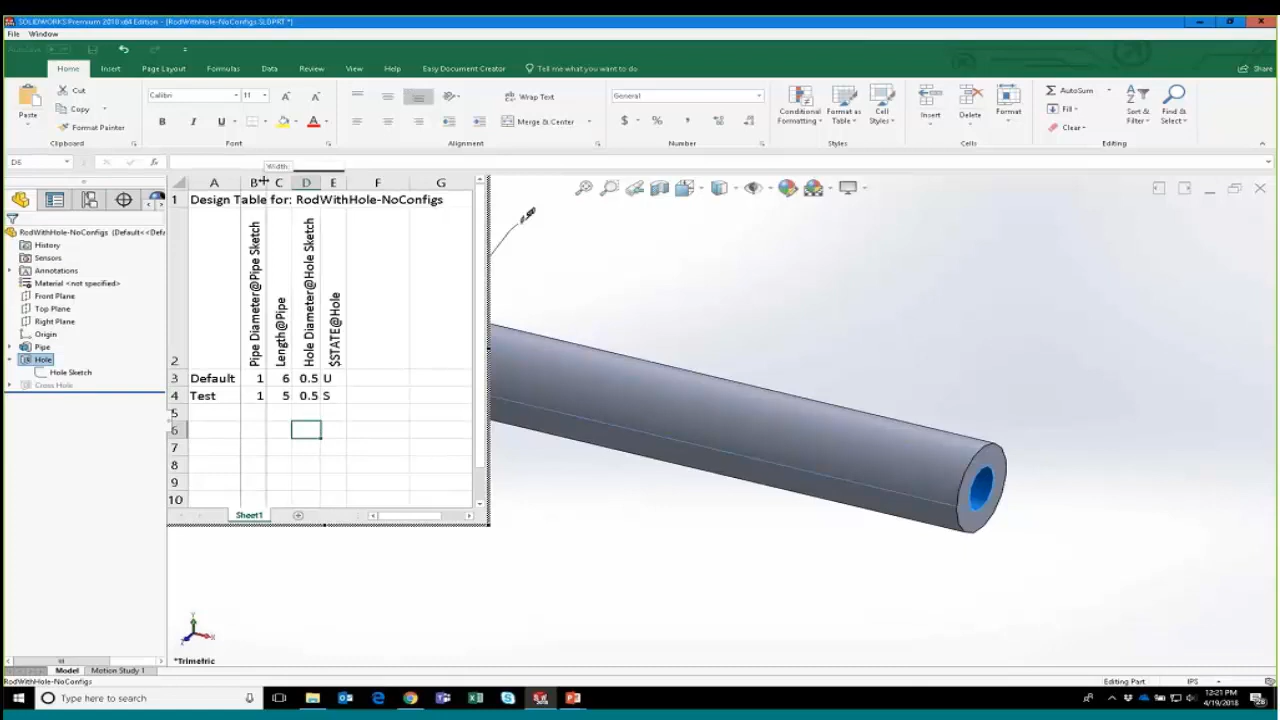 SOLIDWORKS Premium 2018 x64 Edition - [RodWithHole-NoConfigs.SLDPRT *]
File Window
Home Insert Page Layout Formulas Data Review View Help Easy Document Creator Tell me what you want to do Share
Cut
Copy
Format Painter
Paste
Calibri 11
B I U
Wrap Text
Merge & Center
General
$ % ,
Conditional Formatting
Format as Table
Cell Styles
Insert
Delete
Format
AutoSum
Fill
Clear
Sort & Filter
Find & Select
Clipboard Font Alignment Number Styles Cells Editing
D6 fx
Width:
A B C D E F G
1 Design Table for: RodWithHole-NoConfigs
2 Pipe Diameter@Pipe Sketch Length@Pipe Hole Diameter@Hole Sketch $STATE@Hole
3 Default 1 6 0.5 U
4 Test 1 5 0.5 S
5
6
7
8
9
10
Sheet1
RodWithHole-NoConfigs (Default<<Defa
History
Sensors
Annotations
Material <not specified>
Front Plane
Top Plane
Right Plane
Origin
Pipe
Hole
Hole Sketch
Cross Hole
Y
X
Z
*Trimetric
Model Motion Study 1
RodWithHole-NoConfigs Editing Part IPS
Type here to search
12:21 PM
4/19/2018